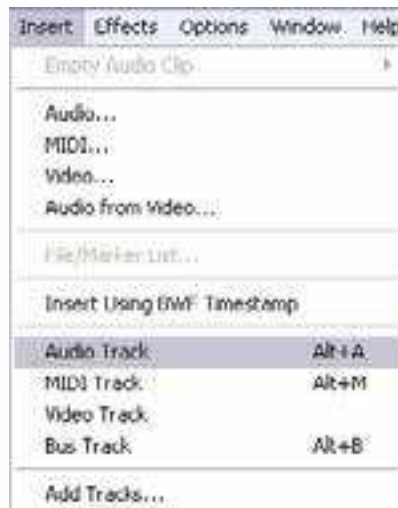 Insert Effects Options Window Help
Empty Audio Clip
Audio...
MIDI...
Video...
Audio from Video...
File/Marker List...
Insert Using BWF Timestamp
Audio Track Alt+A
MIDI Track Alt+M
Video Track
Bus Track Alt+B
Add Tracks...